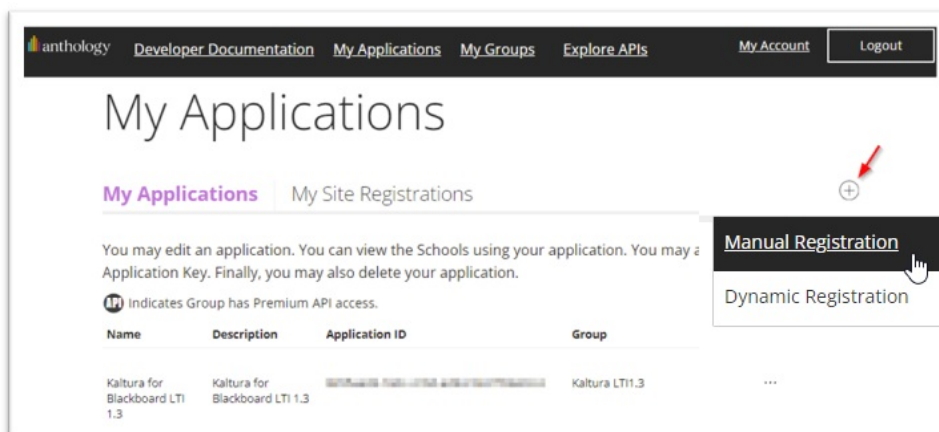 anthology Developer Documentation My Applications My Groups Explore APIs My Account Logout
My Applications
My Applications My Site Registrations
You may edit an application. You can view the Schools using your application. You may a
Application Key. Finally, you may also delete your application.
API Indicates Group has Premium API access.
Manual Registration
Dynamic Registration
Name Description Application ID Group
Kaltura for Kaltura for Kaltura LTI1.3 ...
Blackboard LTI Blackboard LTI 1.3
1.3